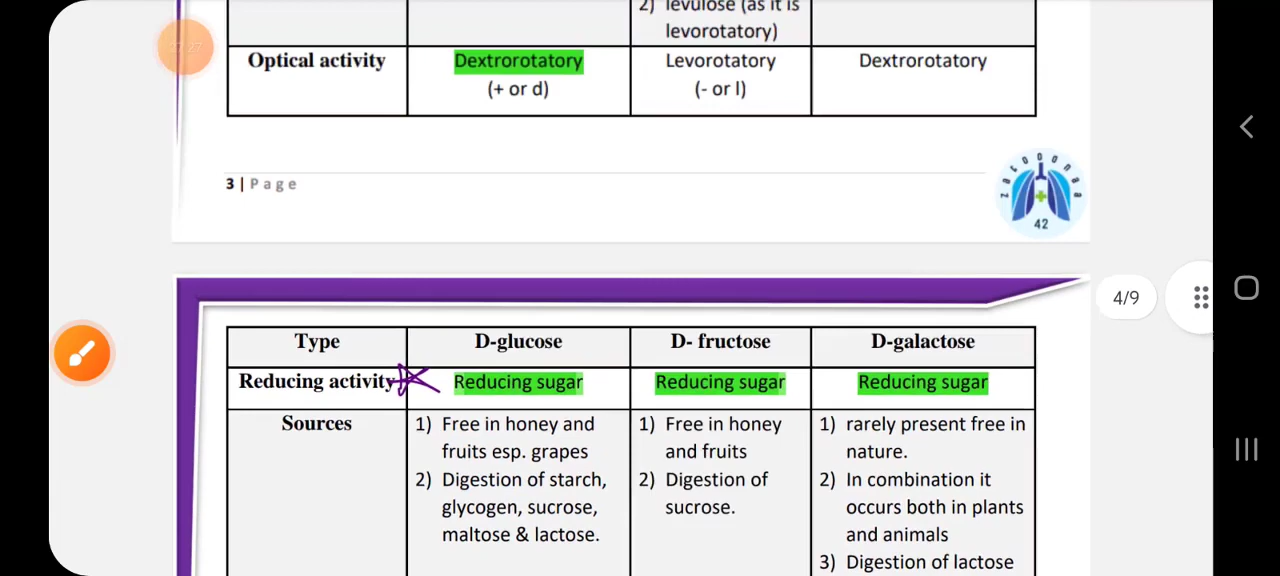 2) levulose (as it is
levorotatory)
Optical activity
Dextrorotatory
(+ or d)
Levorotatory
(- or l)
Dextrorotatory
3 | Page
zatooonaa
42
4/9
Type
D-glucose
D- fructose
D-galactose
Reducing activity
Reducing sugar
Reducing sugar
Reducing sugar
Sources
1) Free in honey and
fruits esp. grapes
2) Digestion of starch,
glycogen, sucrose,
maltose & lactose.
1) Free in honey
and fruits
2) Digestion of
sucrose.
1) rarely present free in
nature.
2) In combination it
occurs both in plants
and animals
3) Digestion of lactose